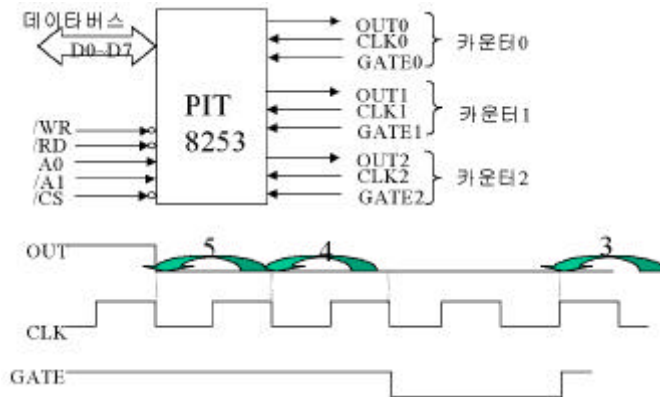 데이타버스
D0~D7
/WR
/RD
A0
/A1
/CS
PIT
8253
OUT0
CLK0
GATE0
카운터0
OUT1
CLK1
GATE1
카운터1
OUT2
CLK2
GATE2
카운터2
OUT
5
4
3
CLK
GATE